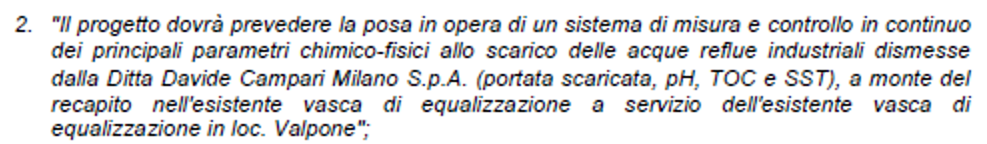 2. "Il progetto dovrà prevedere la posa in opera di un sistema di misura e controllo in continuo
dei principali parametri chimico-fisici allo scarico delle acque reflue industriali dismesse
dalla Ditta Davide Campari Milano S.p.A. (portata scaricata, pH, TOC e SST), a monte del
recapito nell'esistente vasca di equalizzazione a servizio dell'esistente vasca di
equalizzazione in loc. Valpone";